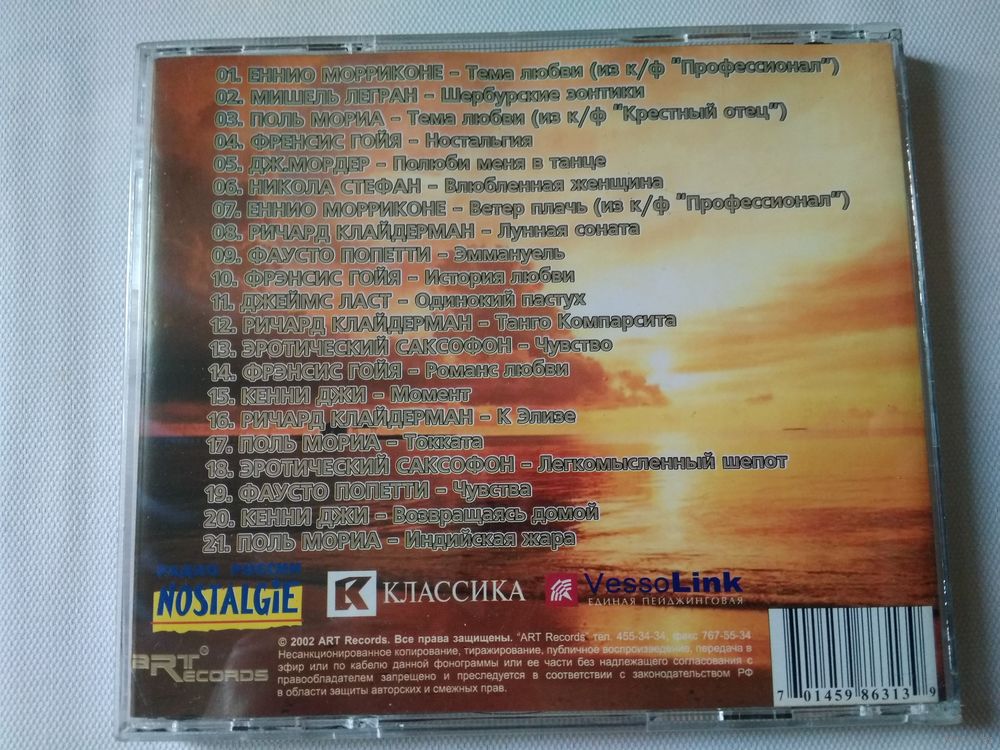 01. ЕННИО МОРРИКОНЕ – Тема любви (из к/ф "Профессионал")
02. МИШЕЛЬ ЛЕГРАН – Шербурские зонтики
03. ПОЛЬ МОРИА – Тема любви (из к/ф "Крестный отец")
04. ФРЕНСИС ГОЙЯ – Ностальгия
05. ДЖ.МОРДЕР – Полюби меня в танце
06. НИКОЛА СТЕФАН – Влюбленная женщина
07. ЕННИО МОРРИКОНЕ – Ветер плачь (из к/ф "Профессионал")
08. РИЧАРД КЛАЙДЕРМАН – Лунная соната
09. ФАУСТО ПОПЕТТИ – Эммануель
10. ФРЭНСИС ГОЙЯ – История любви
11. ДЖЕЙМС ЛАСТ – Одинокий пастух
12. РИЧАРД КЛАЙДЕРМАН – Танго Компарсита
13. ЭРОТИЧЕСКИЙ САКСОФОН – Чувство
14. ФРЭНСИС ГОЙЯ – Романс любви
15. КЕННИ ДЖИ – Момент
16. РИЧАРД КЛАЙДЕРМАН – К Элизе
17. ПОЛЬ МОРИА – Токката
18. ЭРОТИЧЕСКИЙ САКСОФОН – Легкомысленный шепот
19. ФАУСТО ПОПЕТТИ – Чувства
20. КЕННИ ДЖИ – Возвращаясь домой
21. ПОЛЬ МОРИА – Индийская жара
РАДИО РОССИИ
NOSTALGIE
К КЛАССИКА
VessoLink
ЕДИНАЯ ПЕЙДЖИНГОВАЯ
© 2002 ART Records. Все права защищены. "ART Records" тел. 455-34-34, факс 767-55-34
Несанкционированное копирование, тиражирование, публичное воспроизведение, передача в
эфир или по кабелю данной фонограммы или ее части без надлежащего согласования с
правообладателем запрещено и преследуется в соответствии с законодательством РФ
в области защиты авторских и смежных прав.
ART RECORDS
7 01459 86313 9